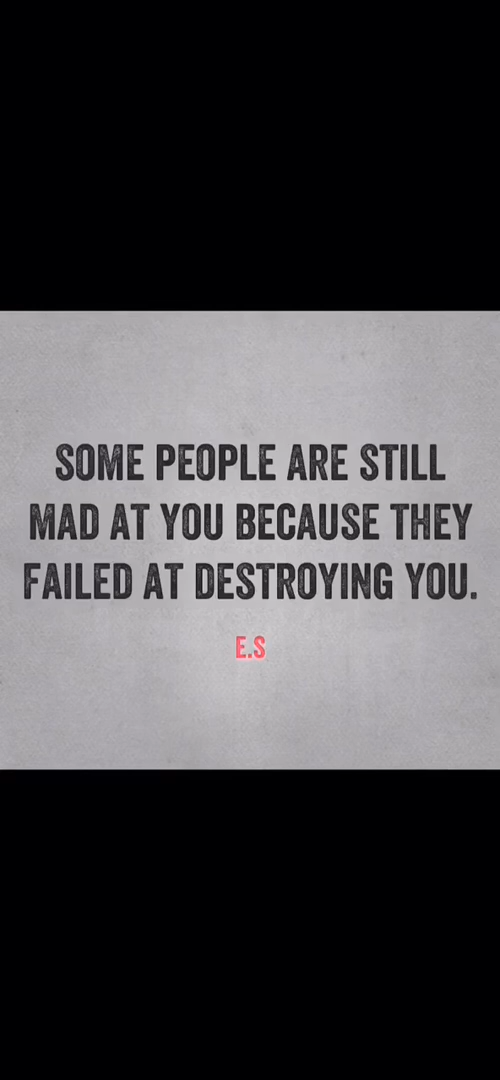 SOME PEOPLE ARE STILL
MAD AT YOU BECAUSE THEY
FAILED AT DESTROYING YOU.
E.S